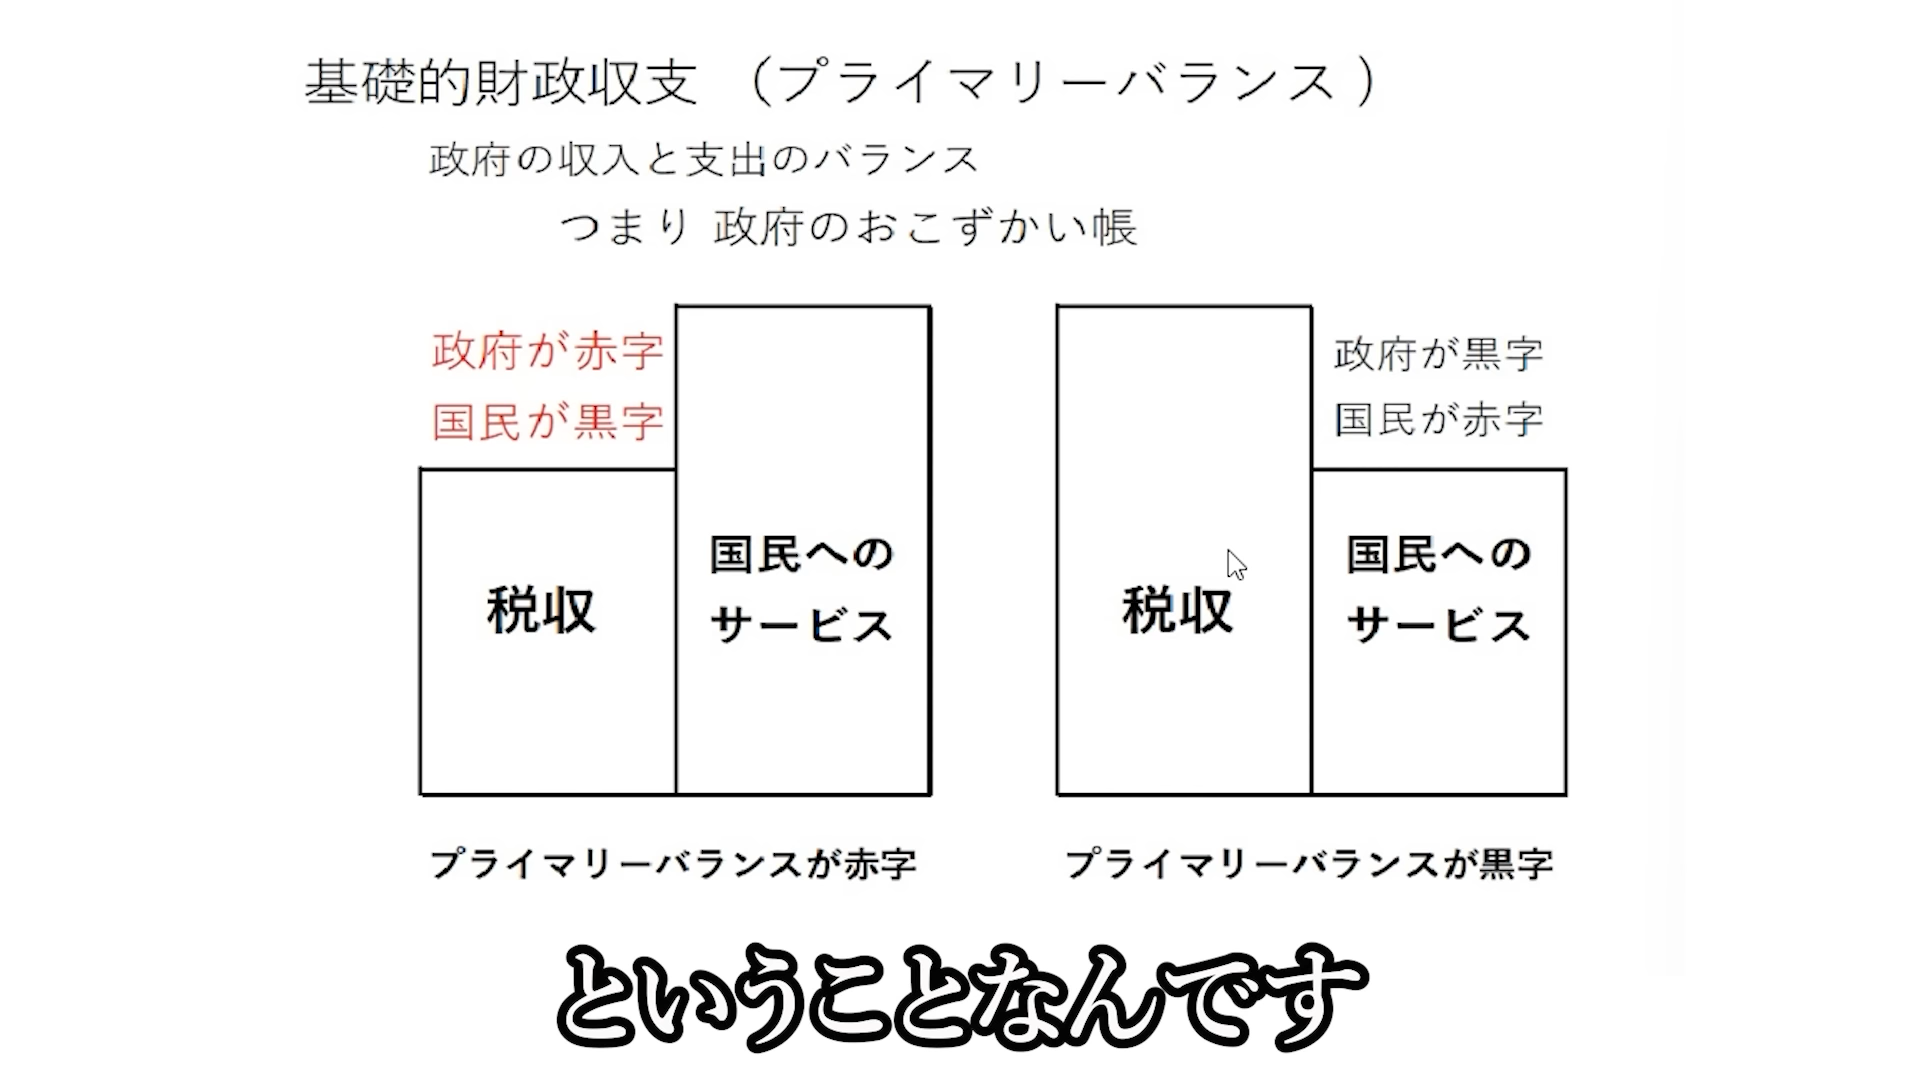 基礎的財政収支 （プライマリーバランス ）
政府の収入と支出のバランス
つまり 政府のおこずかい帳
政府が赤字
国民が黒字
税収
国民への
サービス
プライマリーバランスが赤字
政府が黒字
国民が赤字
税収
国民への
サービス
プライマリーバランスが黒字
ということなんです